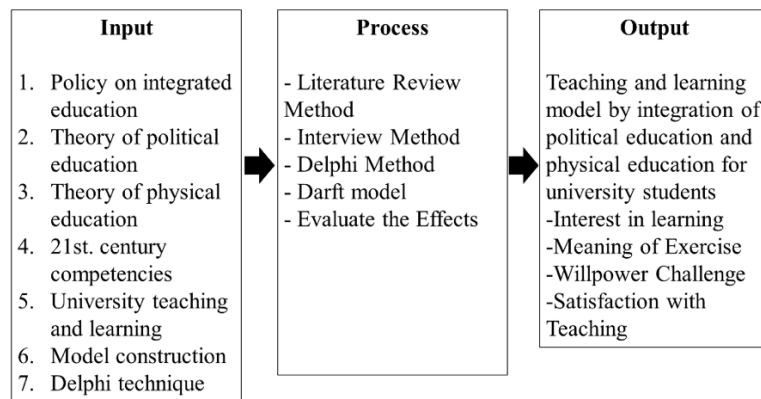 Input
1. Policy on integrated
education
2. Theory of political
education
3. Theory of physical
education
4. 21st. century
competencies
5. University teaching
and learning
6. Model construction
7. Delphi technique
Process
- Literature Review
Method
- Interview Method
- Delphi Method
- Darft model
- Evaluate the Effects
Output
Teaching and learning
model by integration of
political education and
physical education for
university students
-Interest in learning
-Meaning of Exercise
-Willpower Challenge
-Satisfaction with
Teaching